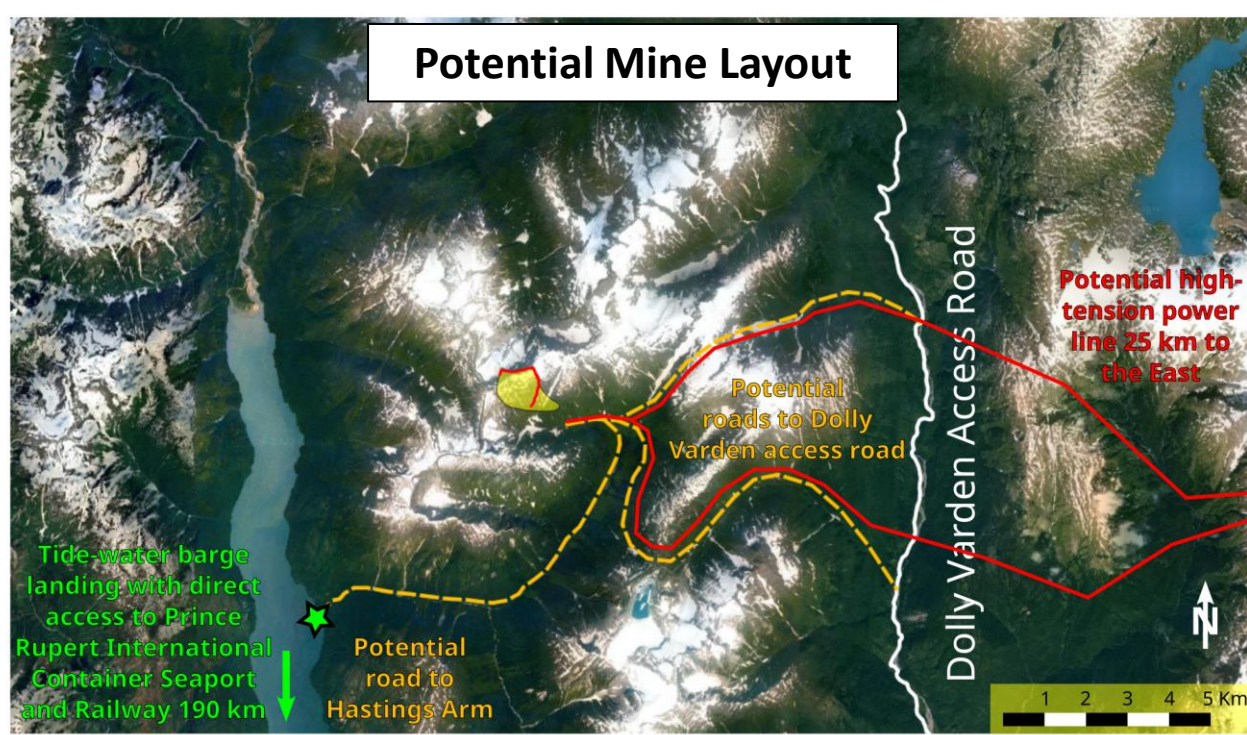 Potential Mine Layout
Dolly Varden Access Road
Potential high-
tension power
line 25 km to
the East
Potential
roads to Dolly
Varden access road
Tide-water barge
landing with direct
access to Prince
Rupert International
Container Seaport
and Railway 190 km
Potential
road to
Hastings Arm
N
1 2 3 4 5 Km